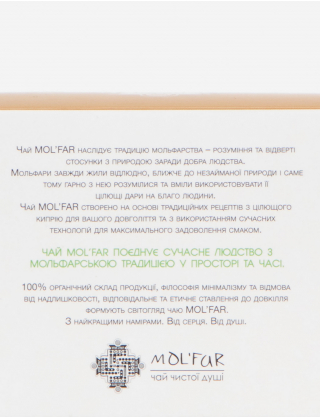 Чай MOL'FAR наслідує традицію мольфарства – розуміння та відверті
стосунки з природою заради добра людства.
Мольфари завжди жили відлюдно, ближче до незайманої природи і саме
тому гарно з нею розумілися та вміли використовувати її
цілющі дари на благо людини.
Чай MOL'FAR створено на основі традиційних рецептів з цілющого
кипрію для вашого довголіття та з використанням сучасних
технологій для максимального задоволення смаком.
ЧАЙ MOL'FAR ПОЄДНУЄ СУЧАСНЕ ЛЮДСТВО З
МОЛЬФАРСЬКОЮ ТРАДИЦІЄЮ У ПРОСТОРІ ТА ЧАСІ.
100% органічний склад продукції, філософія мінімалізму та відмова
від надлишковості, відповідальне та етичне ставлення до довкілля
формують світогляд чаю MOL'FAR.
З найкращими намірами. Від серця. Від душі.
MOL'FAR
чай чистої душі